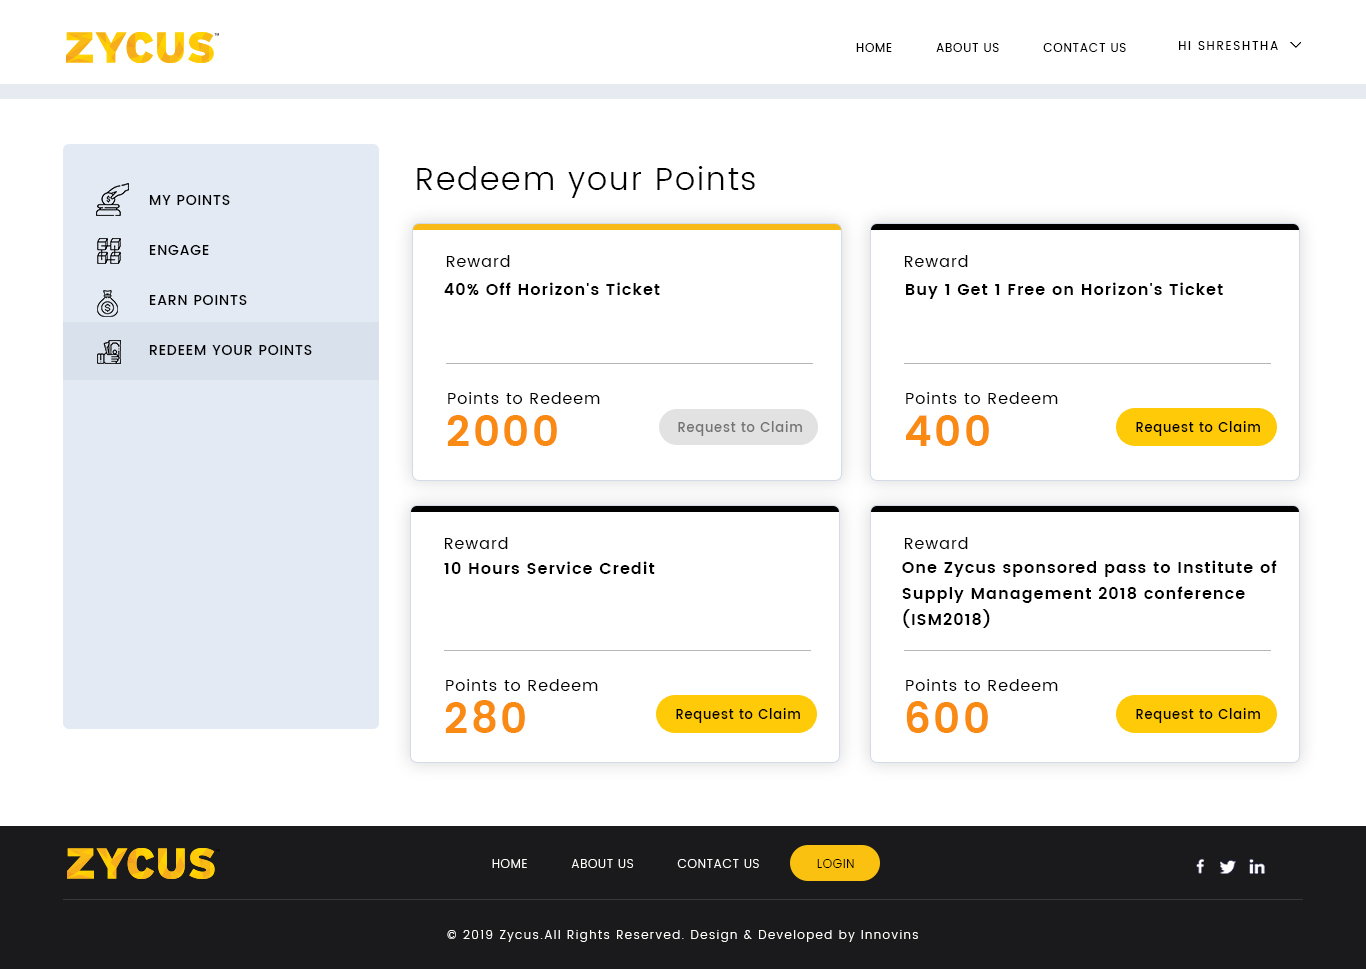 ZYCUS™
HOME ABOUT US CONTACT US HI SHRESHTHA
MY POINTS
ENGAGE
EARN POINTS
REDEEM YOUR POINTS
Redeem your Points
Reward
40% Off Horizon's Ticket
Points to Redeem
2000
Request to Claim
Reward
Buy 1 Get 1 Free on Horizon's Ticket
Points to Redeem
400
Request to Claim
Reward
10 Hours Service Credit
Points to Redeem
280
Request to Claim
Reward
One Zycus sponsored pass to Institute of
Supply Management 2018 conference
(ISM2018)
Points to Redeem
600
Request to Claim
ZYCUS
HOME ABOUT US CONTACT US LOGIN
© 2019 Zycus.All Rights Reserved. Design & Developed by Innovins